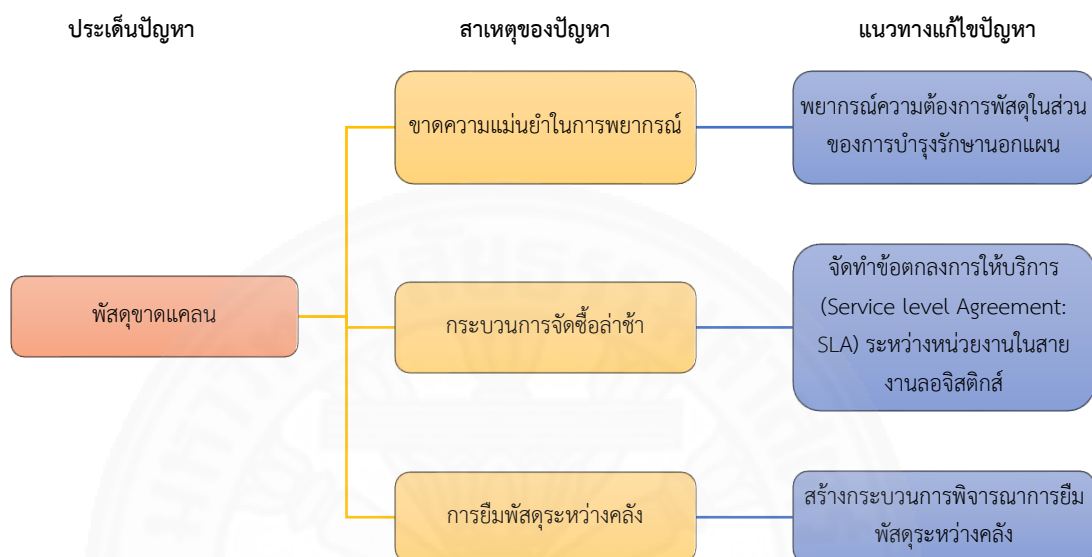 ประเด็นปัญหา
สาเหตุของปัญหา
แนวทางแก้ไขปัญหา
พัสดุขาดแคลน
ขาดความแม่นยำในการพยากรณ์
พยากรณ์ความต้องการพัสดุในส่วน
ของการบำรุงรักษานอกแผน
กระบวนการจัดซื้อล่าช้า
จัดทำข้อตกลงการให้บริการ
(Service level Agreement:
SLA) ระหว่างหน่วยงานในสาย
งานลอจิสติกส์
การยืมพัสดุระหว่างคลัง
สร้างกระบวนการพิจารณาการยืม
พัสดุระหว่างคลัง